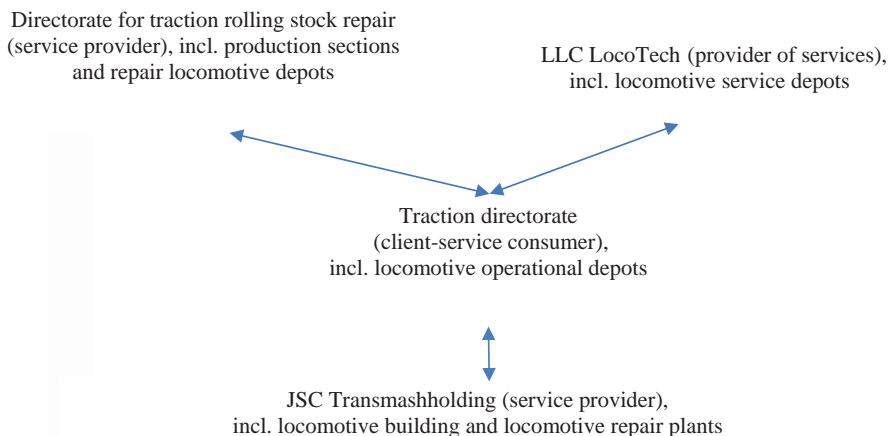 Directorate for traction rolling stock repair
(service provider), incl. production sections
and repair locomotive depots
LLC LocoTech (provider of services),
incl. locomotive service depots
Traction directorate
(client-service consumer),
incl. locomotive operational depots
JSC Transmashholding (service provider),
incl. locomotive building and locomotive repair plants